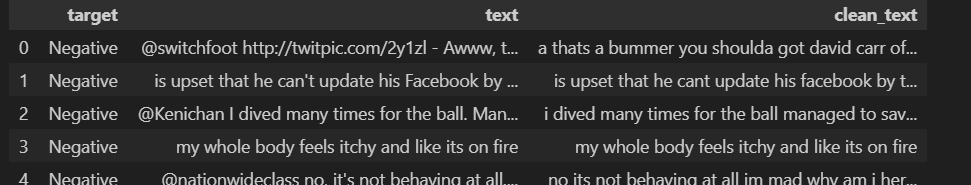 target text clean_text
0 Negative @switchfoot http://twitpic.com/2y1zl - Awww, t... a thats a bummer you shoulda got david carr of...
1 Negative is upset that he can't update his Facebook by ... is upset that he cant update his facebook by t...
2 Negative @Kenichan I dived many times for the ball. Man... i dived many times for the ball managed to sav...
3 Negative my whole body feels itchy and like its on fire my whole body feels itchy and like its on fire
4 Negative @nationwideclass no, it's not behaving at all.... no its not behaving at all im mad why am i her...